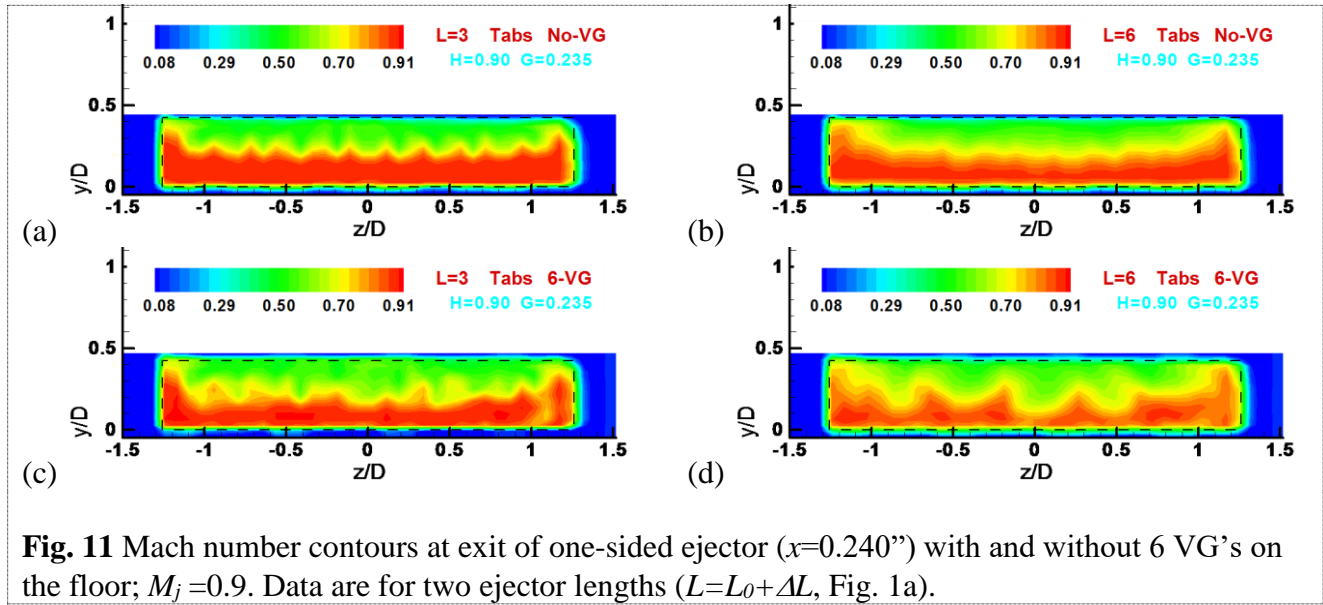 1
0.5
0
y/D
0.08 0.29 0.50 0.70 0.91
L=3 Tabs No-VG
H=0.90 G=0.235
-1.5 -1 -0.5 0 0.5 1 1.5
z/D
(a)
1
0.5
0
y/D
0.08 0.29 0.50 0.70 0.91
L=6 Tabs No-VG
H=0.90 G=0.235
-1.5 -1 -0.5 0 0.5 1 1.5
z/D
(b)
1
0.5
0
y/D
0.08 0.29 0.50 0.70 0.91
L=3 Tabs 6-VG
H=0.90 G=0.235
-1.5 -1 -0.5 0 0.5 1 1.5
z/D
(c)
1
0.5
0
y/D
0.08 0.29 0.50 0.70 0.91
L=6 Tabs 6-VG
H=0.90 G=0.235
-1.5 -1 -0.5 0 0.5 1 1.5
z/D
(d)
Fig. 11 Mach number contours at exit of one-sided ejector (x=0.240”) with and without 6 VG’s on
the floor; Mj =0.9. Data are for two ejector lengths (L=L0+ΔL, Fig. 1a).